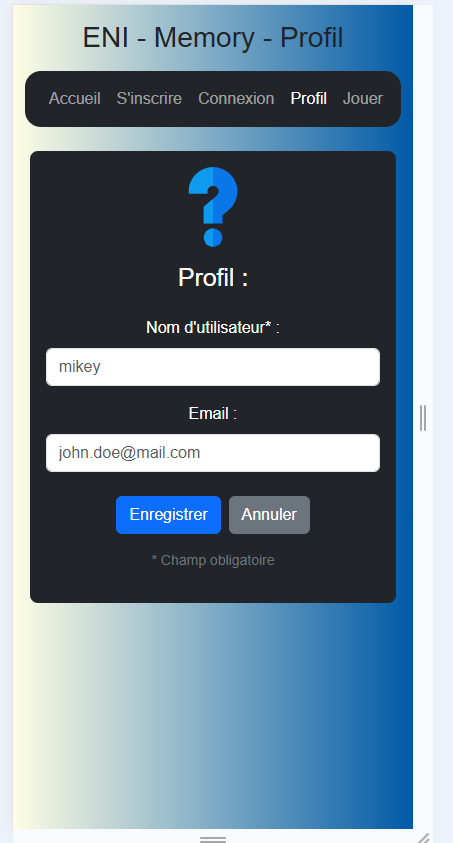 ENI - Memory - Profil
Accueil S'inscrire Connexion Profil Jouer
Profil :
Nom d'utilisateur* :
mikey
Email :
john.doe@mail.com
Enregistrer Annuler
* Champ obligatoire